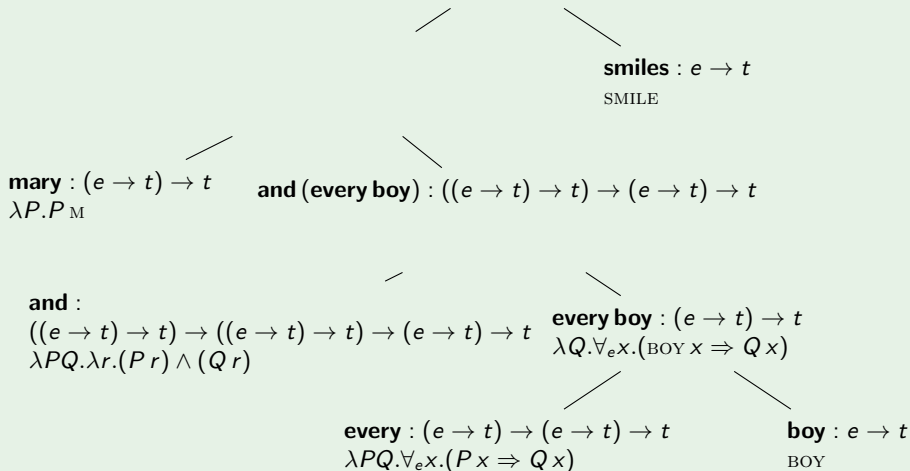 smiles : e → t
SMILE
mary : (e → t) → t
λP.P M
and (every boy) : ((e → t) → t) → (e → t) → t
and :
((e → t) → t) → ((e → t) → t) → (e → t) → t
λPQ.λr.(P r) ∧ (Q r)
every boy : (e → t) → t
λQ.∀ₑx.(BOY x ⇒ Q x)
every : (e → t) → (e → t) → t
λPQ.∀ₑx.(P x ⇒ Q x)
boy : e → t
BOY